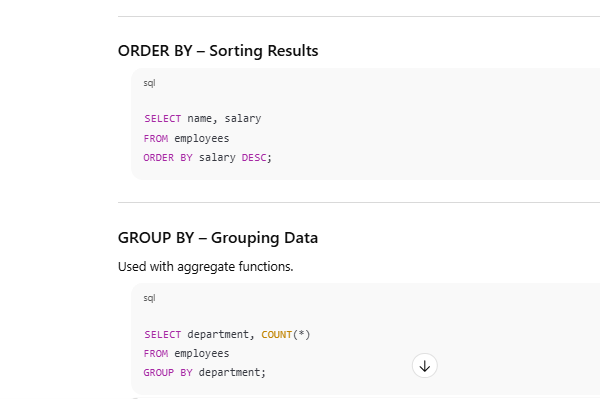 ORDER BY – Sorting Results
sql
SELECT name, salary
FROM employees
ORDER BY salary DESC;
GROUP BY – Grouping Data
Used with aggregate functions.
sql
SELECT department, COUNT(*)
FROM employees
GROUP BY department;